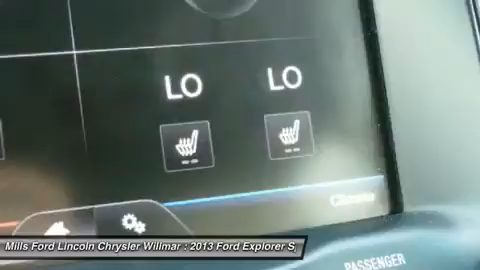 LO LO
Climate
Mills Ford Lincoln Chrysler Willmar : 2013 Ford Explorer S
PASSENGER